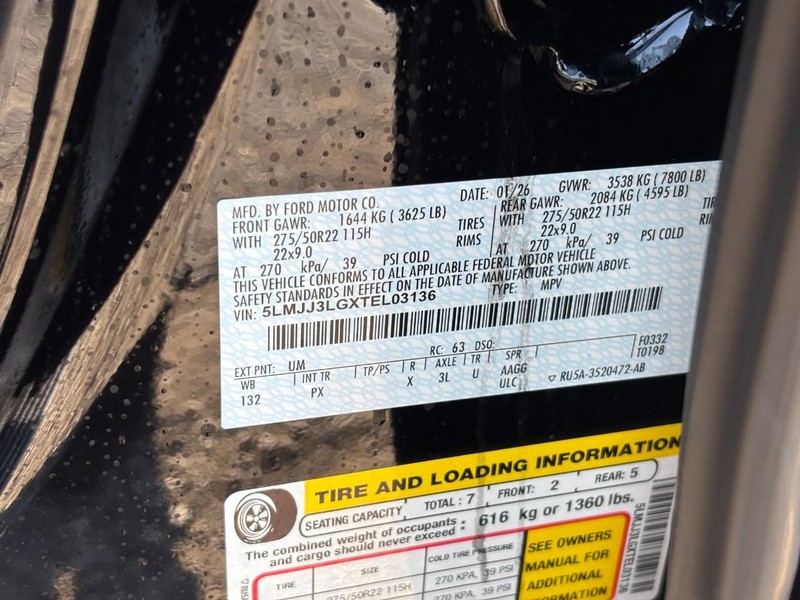 MFD. BY FORD MOTOR CO. DATE: 01/26 GVWR: 3538 KG ( 7800 LB)
FRONT GAWR: 1644 KG ( 3625 LB) REAR GAWR: 2084 KG ( 4595 LB)
WITH 275/50R22 115H TIRES WITH 275/50R22 115H
22x9.0 RIMS 22x9.0
AT 270 kPa/ 39 PSI COLD AT 270 kPa/ 39 PSI COLD
THIS VEHICLE CONFORMS TO ALL APPLICABLE FEDERAL MOTOR VEHICLE
SAFETY STANDARDS IN EFFECT ON THE DATE OF MANUFACTURE SHOWN ABOVE.
VIN: 5LMJJ3LGXTEL03136 TYPE: MPV
F0332
T0198
EXT PNT: UM RC: 63 DSO:
WB INT TR TP/PS R AXLE TR SPR
132 PX X 3L U AAGG
ULC
RU5A-3520472-AB
TIRE AND LOADING INFORMATION
SEATING CAPACITY TOTAL : 7 FRONT: 2 REAR: 5
The combined weight of occupants
and cargo should never exceed : 616 kg or 1360 lbs.
TIRE SIZE COLD TIRE PRESSURE
275/50R22 115H 270 KPA, 39 PSI
270 KPA, 39 PSI
SEE OWNERS
MANUAL FOR
ADDITIONAL
INFORMATION
5LMJJ3LGXTEL03136